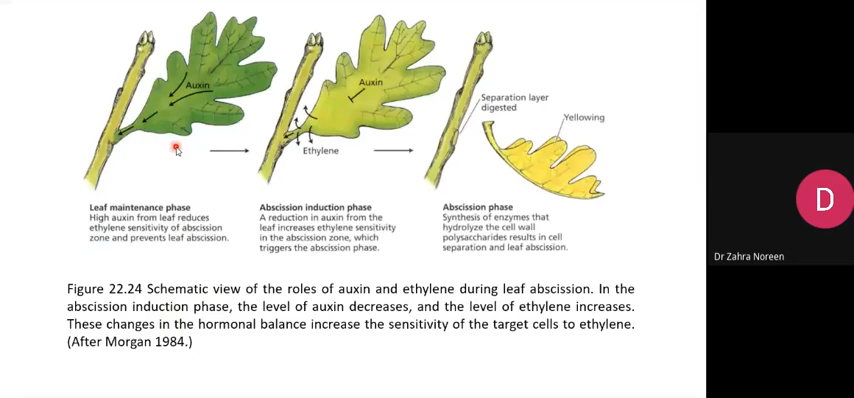 Auxin
Auxin
Ethylene
Separation layer
digested
Yellowing
Leaf maintenance phase
High auxin from leaf reduces
ethylene sensitivity of abscission
zone and prevents leaf abscission.
Abscission induction phase
A reduction in auxin from the
leaf increases ethylene sensitivity
in the abscission zone, which
triggers the abscission phase.
Abscission phase
Synthesis of enzymes that
hydrolyze the cell wall
polysaccharides results in cell
separation and leaf abscission.
Figure 22.24 Schematic view of the roles of auxin and ethylene during leaf abscission. In the
abscission induction phase, the level of auxin decreases, and the level of ethylene increases.
These changes in the hormonal balance increase the sensitivity of the target cells to ethylene.
(After Morgan 1984.)
D
Dr Zahra Noreen